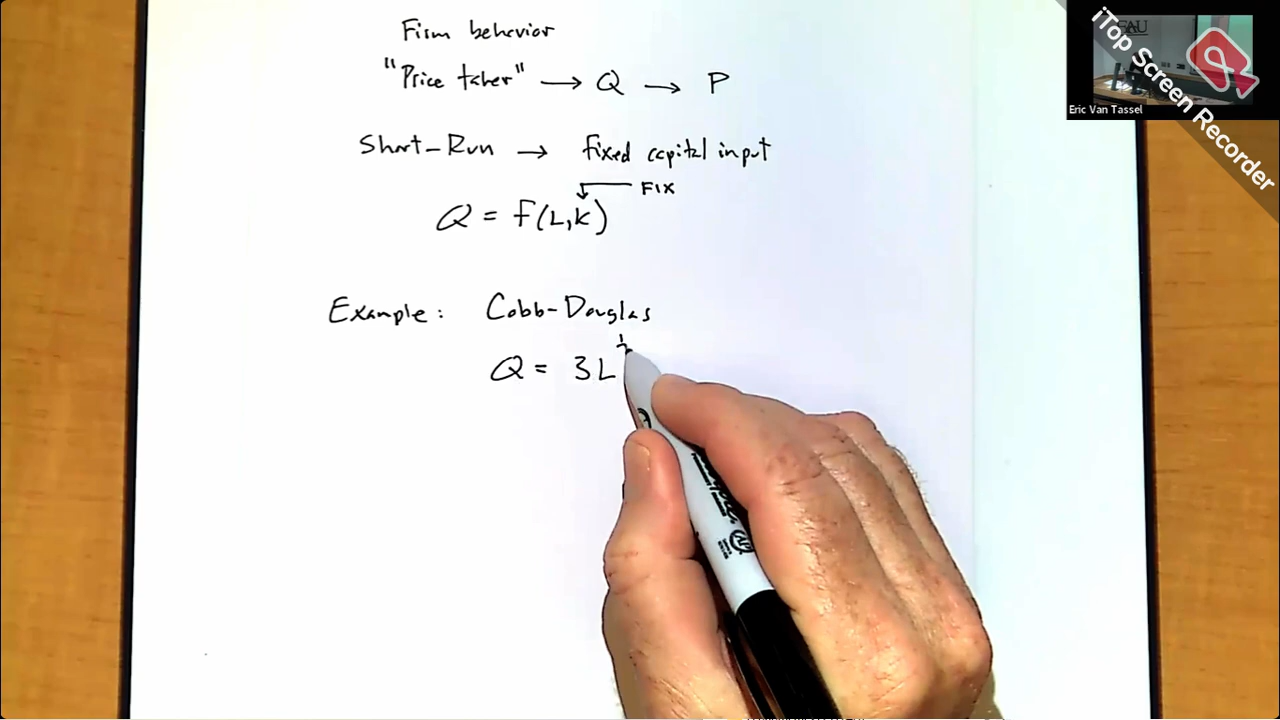 Firm behavior
"Price taker" → Q → P
Short-Run → fixed capital input
FIX
Q = f(L,K)
Example: Cobb-Douglas
Q = 3L
FAU
Eric Van Tassel
iTop Screen Recorder